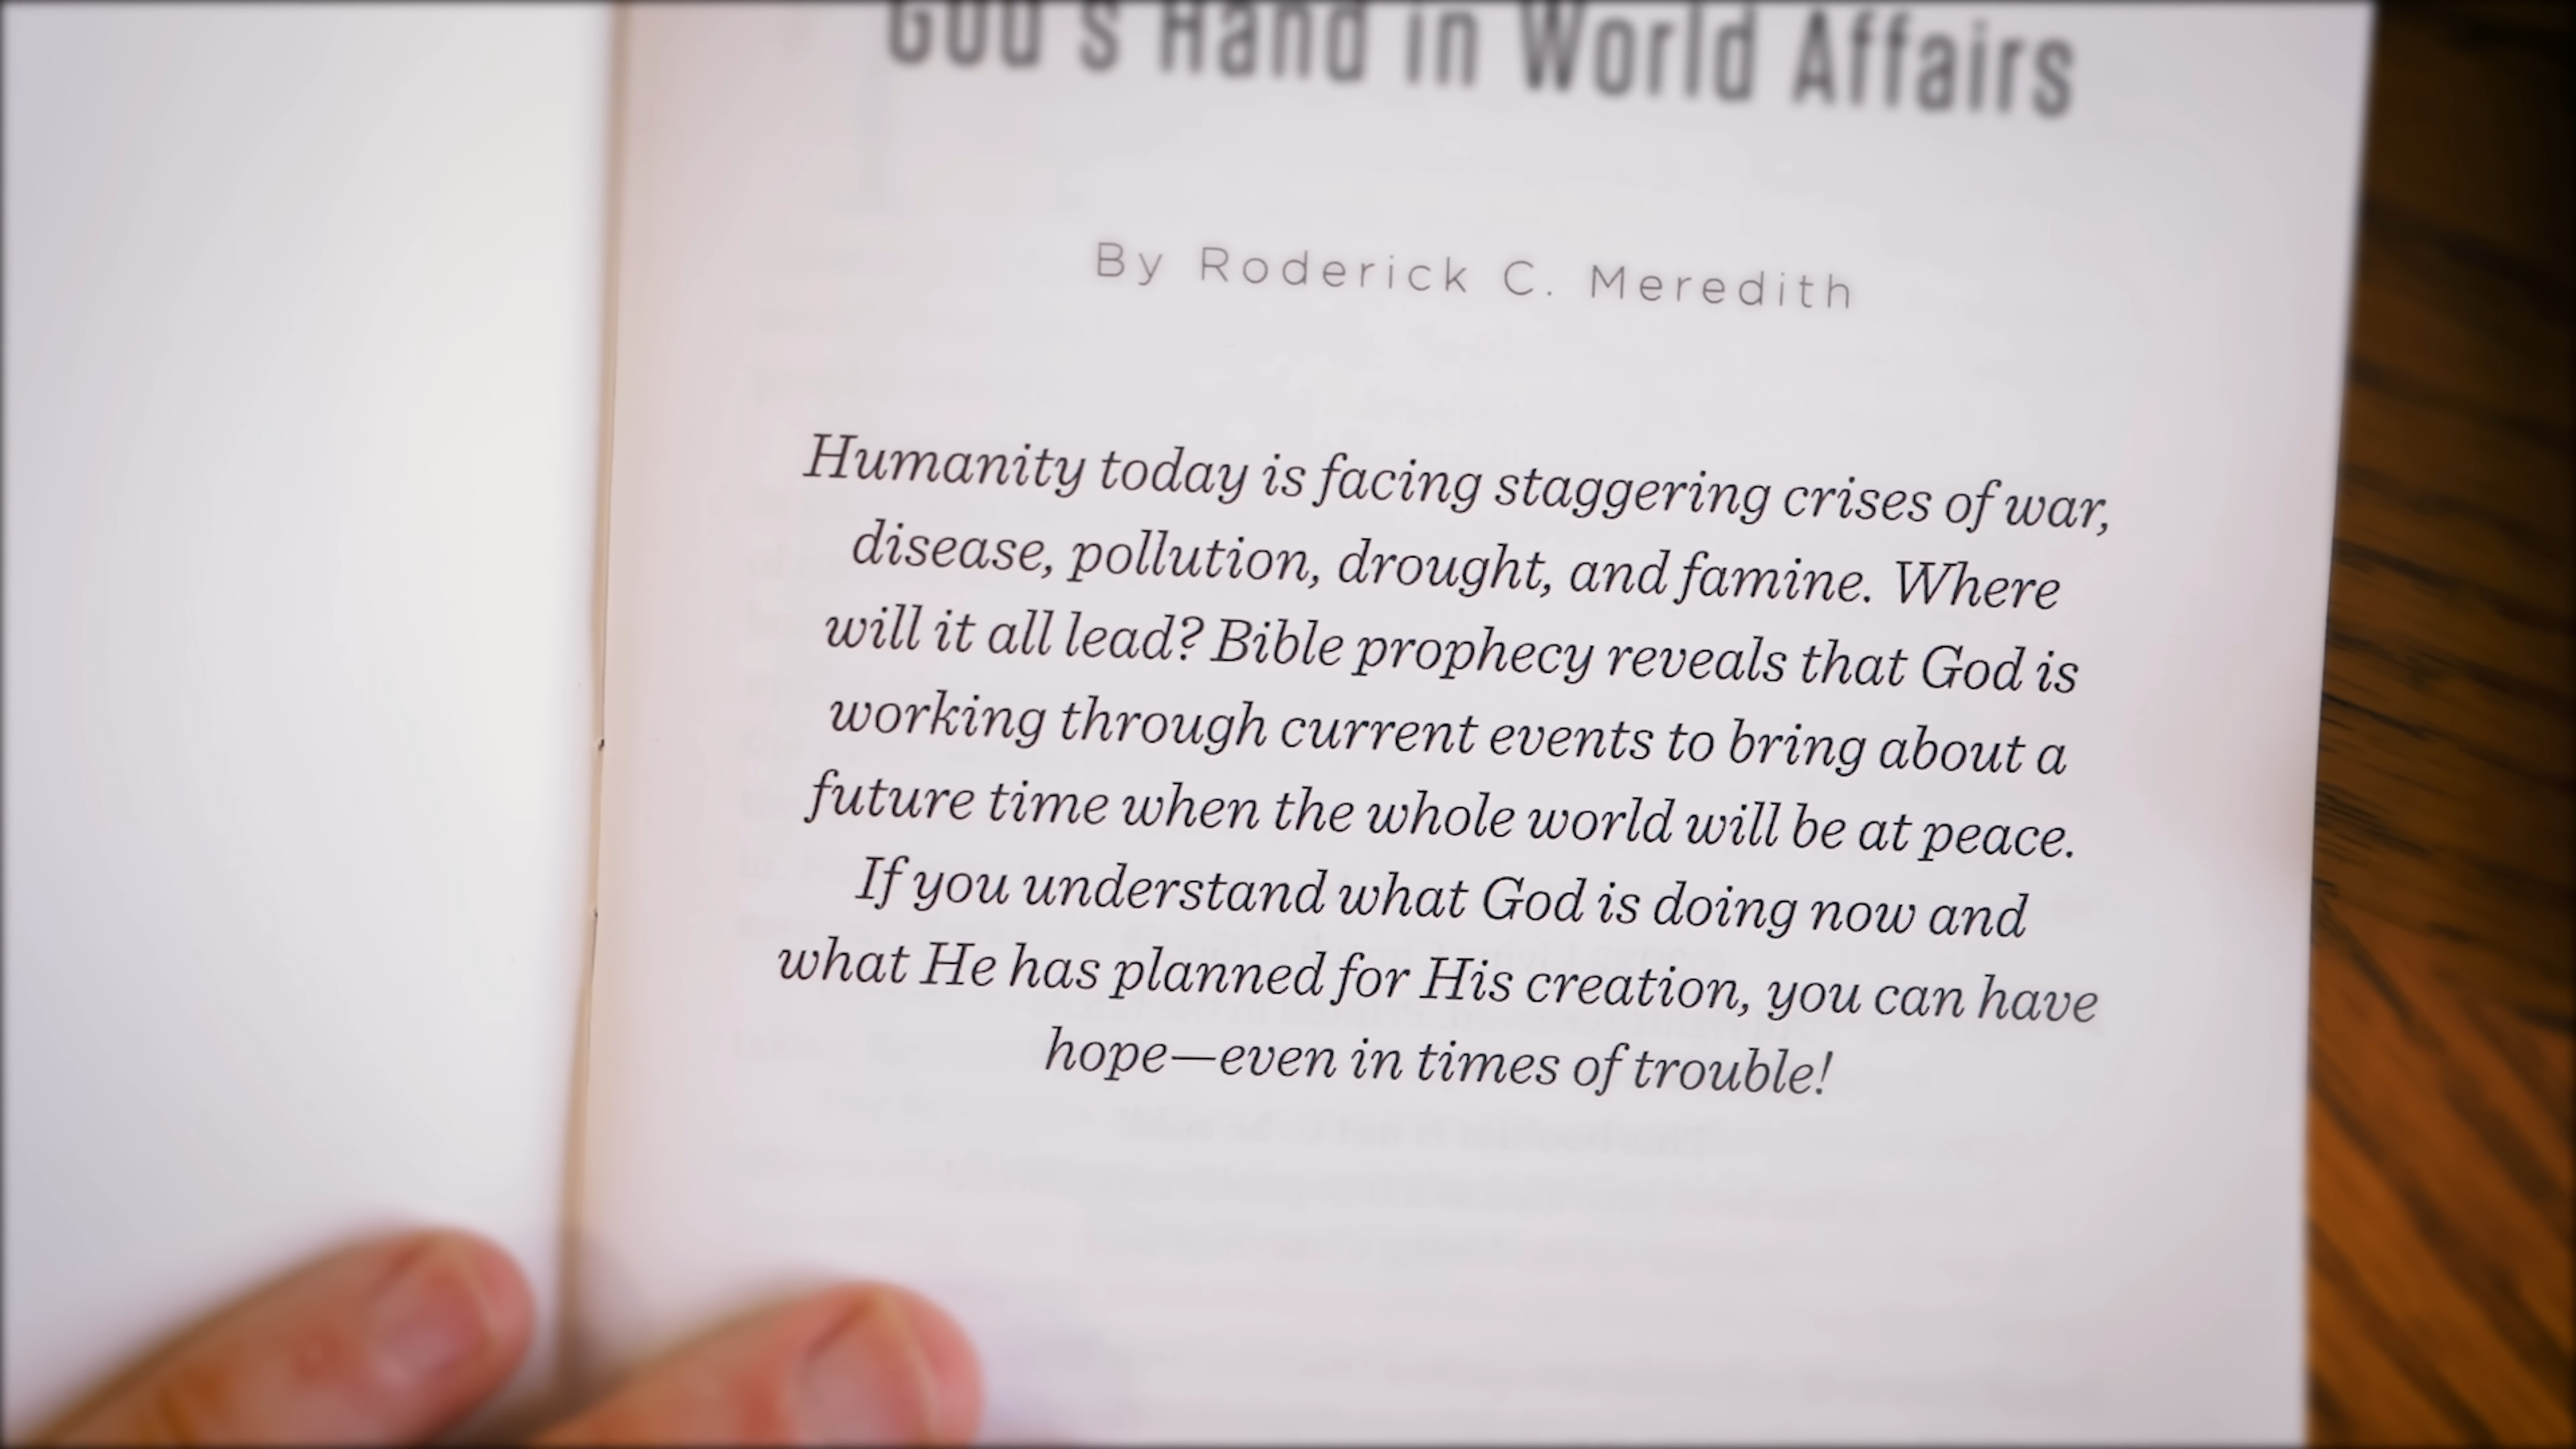 God's Hand in World Affairs
By Roderick C. Meredith
Humanity today is facing staggering crises of war,
disease, pollution, drought, and famine. Where
will it all lead? Bible prophecy reveals that God is
working through current events to bring about a
future time when the whole world will be at peace.
If you understand what God is doing now and
what He has planned for His creation, you can have
hope—even in times of trouble!